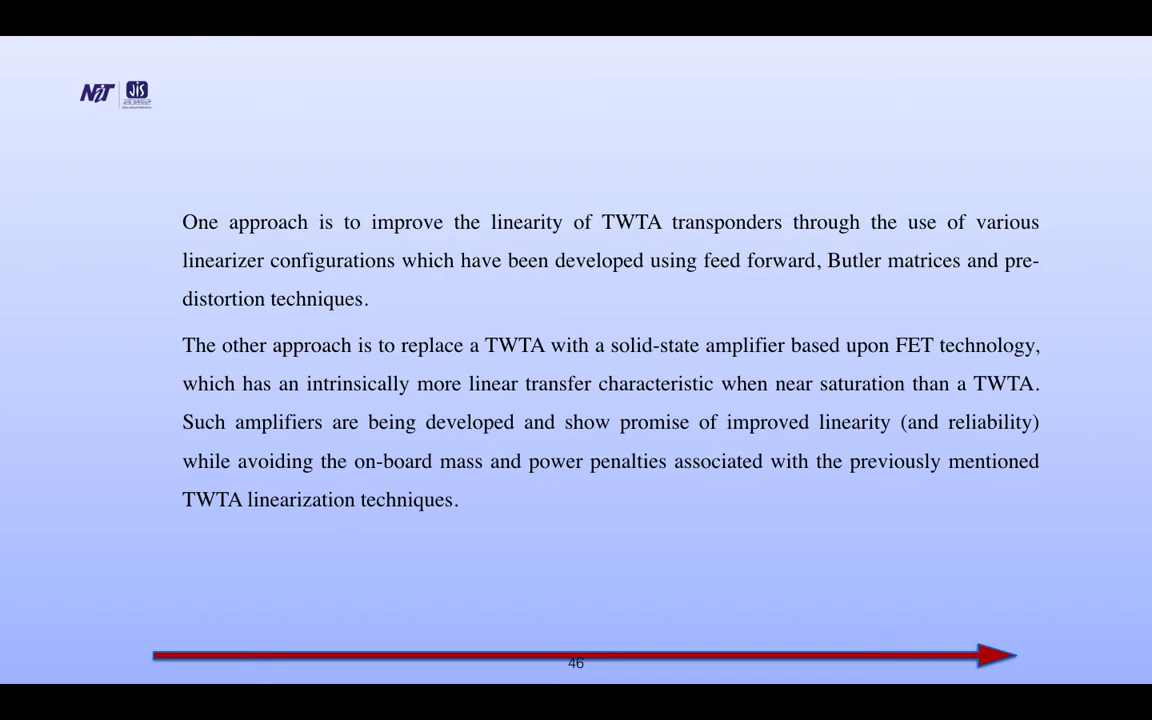 NiT
JIS
JIS GROUP
One approach is to improve the linearity of TWTA transponders through the use of various
linearizer configurations which have been developed using feed forward, Butler matrices and pre-
distortion techniques.
The other approach is to replace a TWTA with a solid-state amplifier based upon FET technology,
which has an intrinsically more linear transfer characteristic when near saturation than a TWTA.
Such amplifiers are being developed and show promise of improved linearity (and reliability)
while avoiding the on-board mass and power penalties associated with the previously mentioned
TWTA linearization techniques.
46